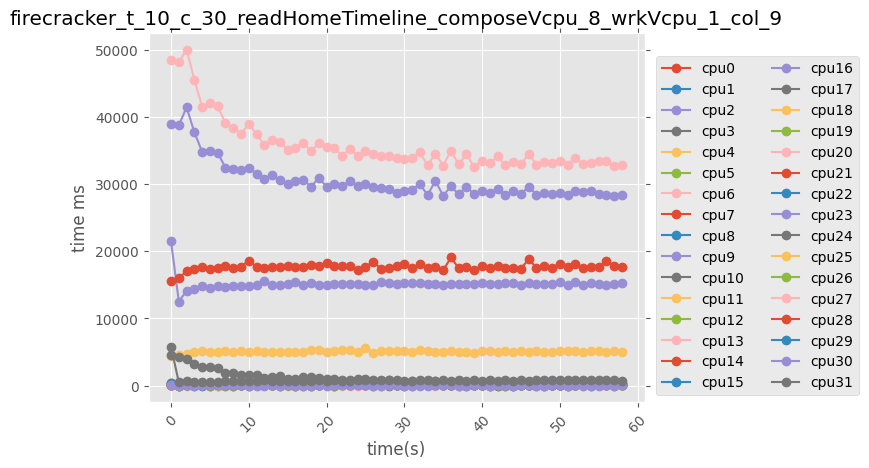 firecracker_t_10_c_30_readHomeTimeline_composeVcpu_8_wrkVcpu_1_col_9
50000
40000
30000
20000
10000
0
time ms
0
10
20
30
40
50
60
time(s)
cpu0
cpu1
cpu2
cpu3
cpu4
cpu5
cpu6
cpu7
cpu8
cpu9
cpu10
cpu11
cpu12
cpu13
cpu14
cpu15
cpu16
cpu17
cpu18
cpu19
cpu20
cpu21
cpu22
cpu23
cpu24
cpu25
cpu26
cpu27
cpu28
cpu29
cpu30
cpu31